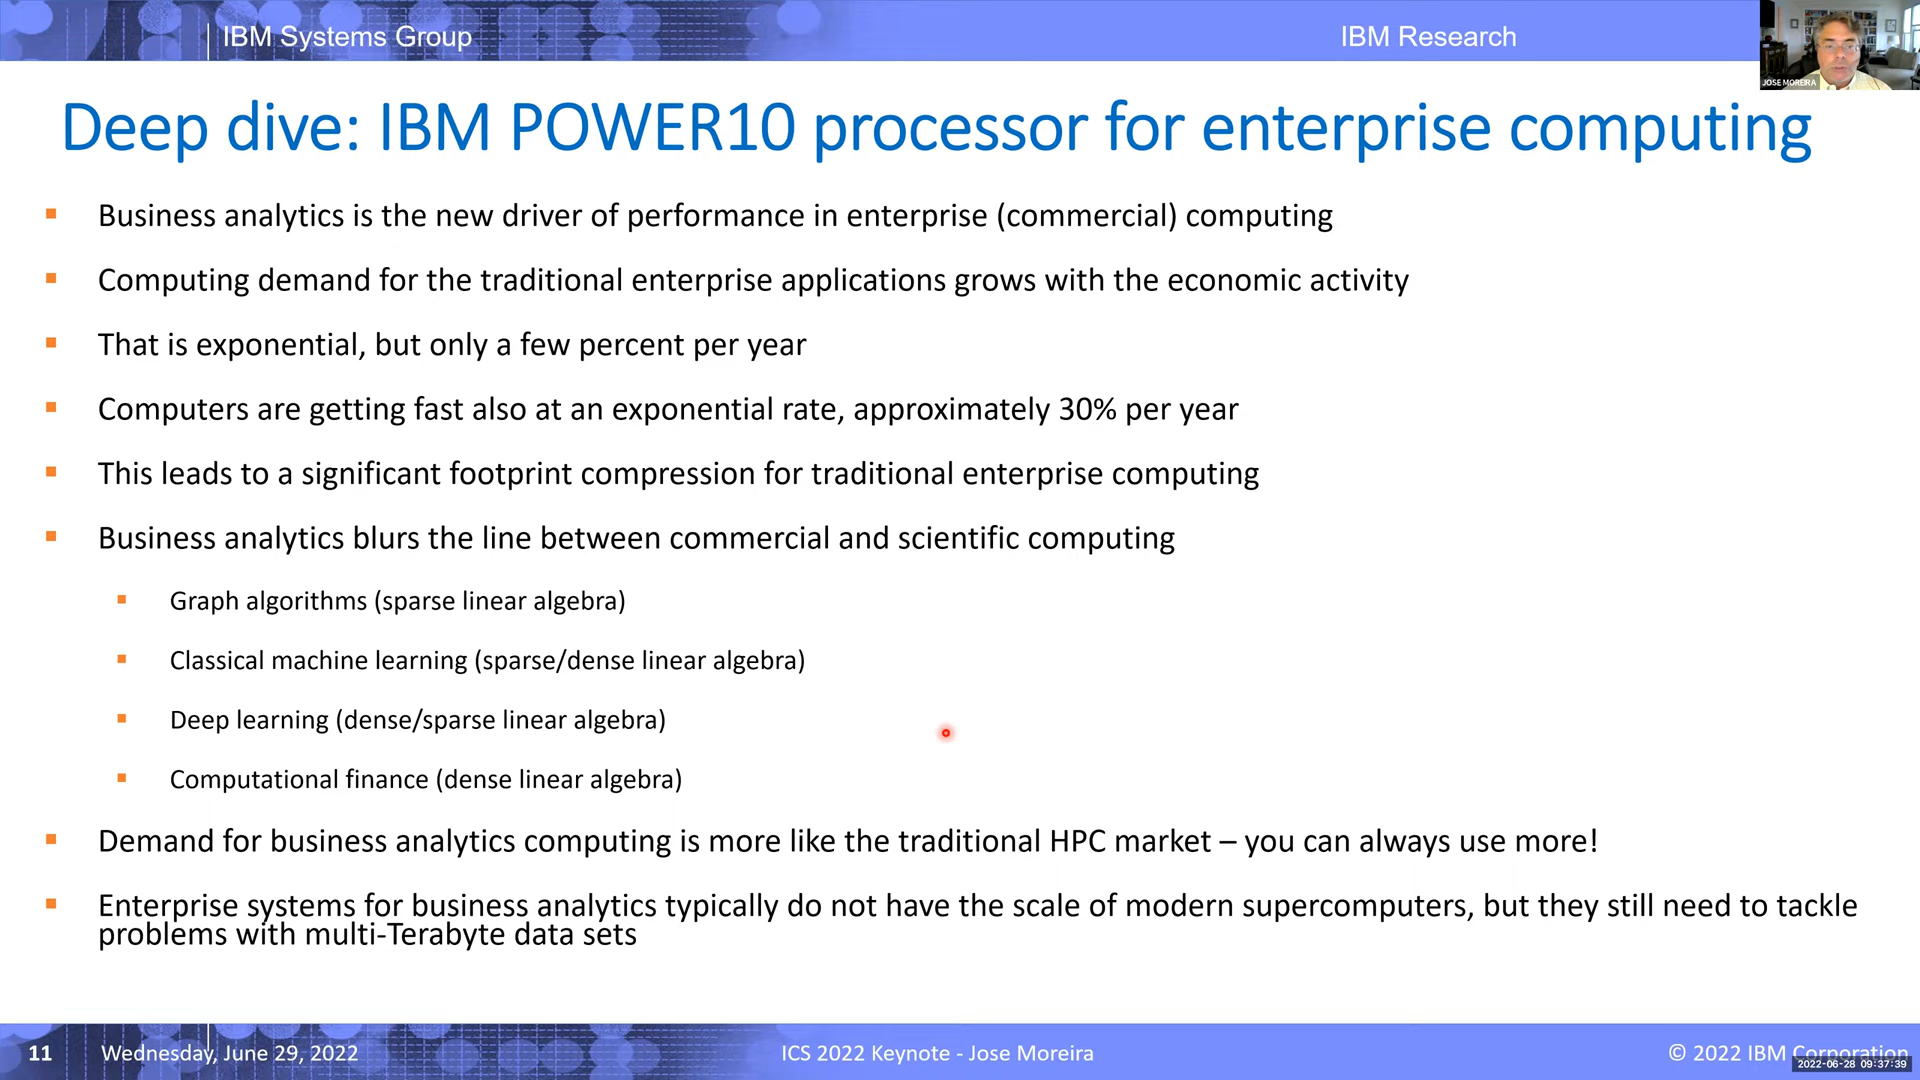 IBM Systems Group
IBM Research
JOSE MOREIRA
Deep dive: IBM POWER10 processor for enterprise computing
Business analytics is the new driver of performance in enterprise (commercial) computing
Computing demand for the traditional enterprise applications grows with the economic activity
That is exponential, but only a few percent per year
Computers are getting fast also at an exponential rate, approximately 30% per year
This leads to a significant footprint compression for traditional enterprise computing
Business analytics blurs the line between commercial and scientific computing
Graph algorithms (sparse linear algebra)
Classical machine learning (sparse/dense linear algebra)
Deep learning (dense/sparse linear algebra)
Computational finance (dense linear algebra)
Demand for business analytics computing is more like the traditional HPC market – you can always use more!
Enterprise systems for business analytics typically do not have the scale of modern supercomputers, but they still need to tackle
problems with multi-Terabyte data sets
11
Wednesday, June 29, 2022
ICS 2022 Keynote - Jose Moreira
© 2022 IBM Corporation
2022-06-28 09:37:39